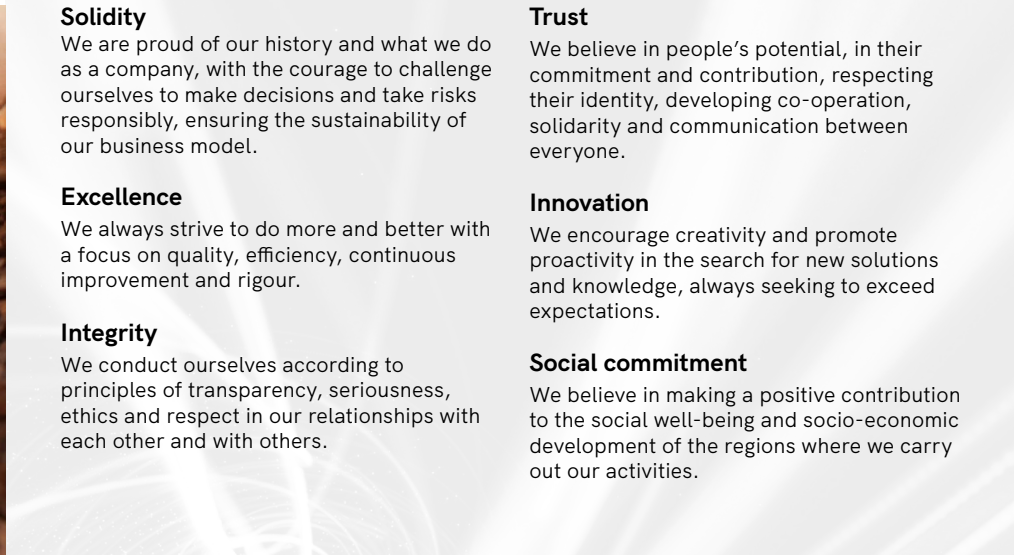 Solidity
We are proud of our history and what we do
as a company, with the courage to challenge
ourselves to make decisions and take risks
responsibly, ensuring the sustainability of
our business model.
Excellence
We always strive to do more and better with
a focus on quality, efficiency, continuous
improvement and rigour.
Integrity
We conduct ourselves according to
principles of transparency, seriousness,
ethics and respect in our relationships with
each other and with others.
Trust
We believe in people’s potential, in their
commitment and contribution, respecting
their identity, developing co-operation,
solidarity and communication between
everyone.
Innovation
We encourage creativity and promote
proactivity in the search for new solutions
and knowledge, always seeking to exceed
expectations.
Social commitment
We believe in making a positive contribution
to the social well-being and socio-economic
development of the regions where we carry
out our activities.